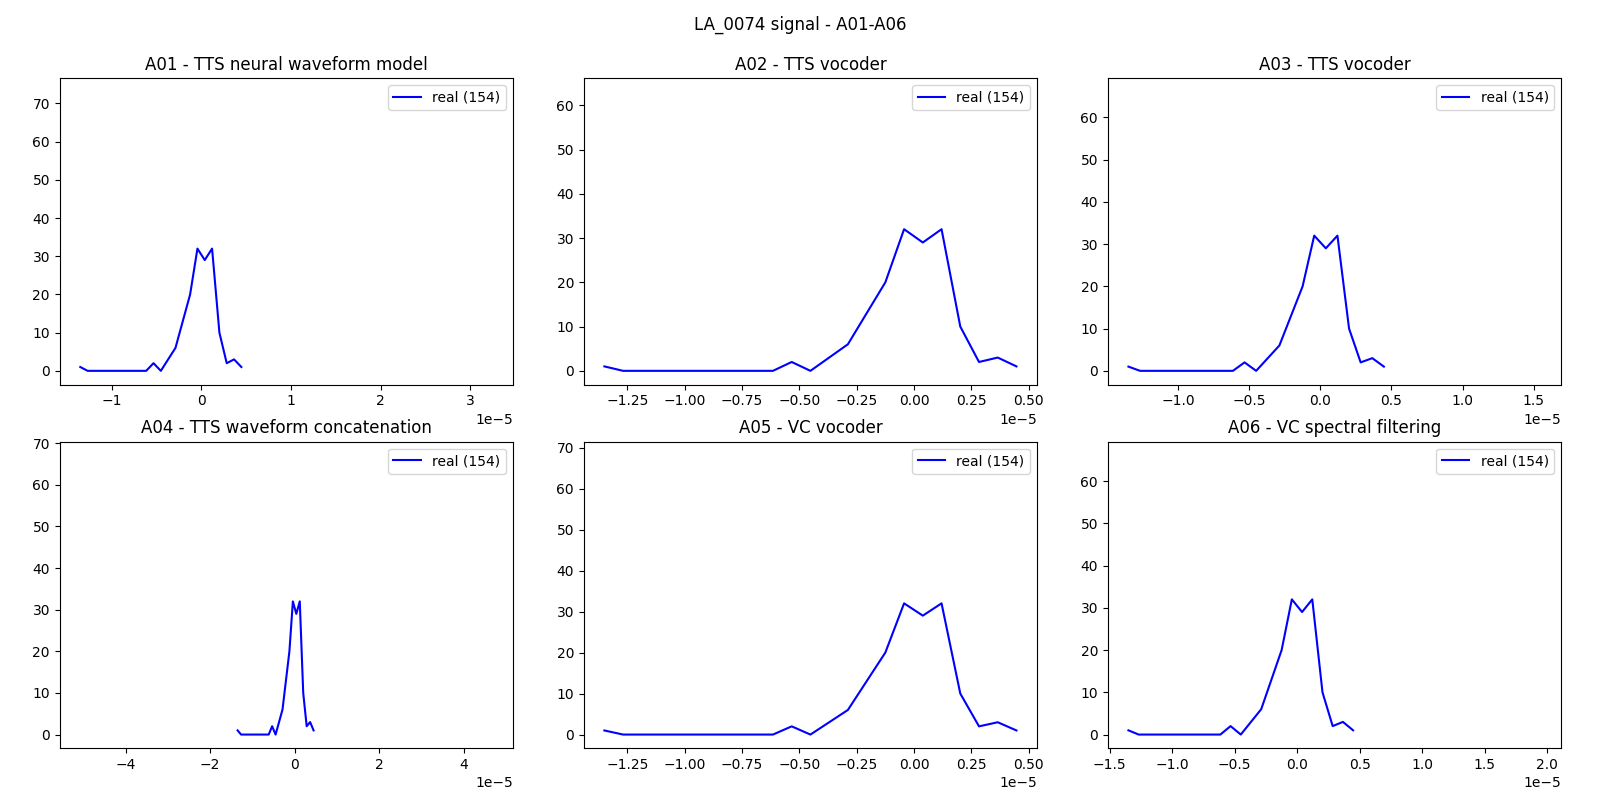 LA_0074 signal - A01-A06
A01 - TTS neural waveform model
real (154)
70
60
50
40
30
20
10
0
−1 0 1 2 3
1e−5
A02 - TTS vocoder
real (154)
60
50
40
30
20
10
0
−1.25 −1.00 −0.75 −0.50 −0.25 0.00 0.25 0.50
1e−5
A03 - TTS vocoder
real (154)
60
50
40
30
20
10
0
−1.0 −0.5 0.0 0.5 1.0 1.5
1e−5
A04 - TTS waveform concatenation
real (154)
70
60
50
40
30
20
10
0
−4 −2 0 2 4
1e−5
A05 - VC vocoder
real (154)
70
60
50
40
30
20
10
0
−1.25 −1.00 −0.75 −0.50 −0.25 0.00 0.25 0.50
1e−5
A06 - VC spectral filtering
real (154)
60
50
40
30
20
10
0
−1.5 −1.0 −0.5 0.0 0.5 1.0 1.5 2.0
1e−5